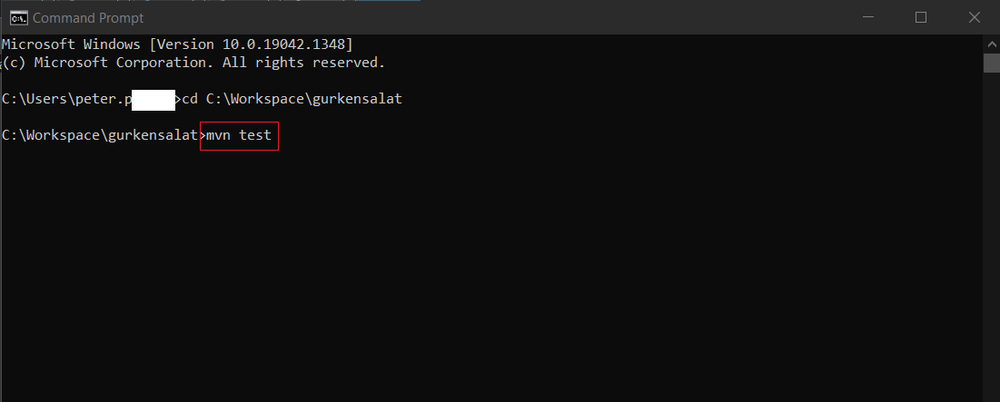 Command Prompt
Microsoft Windows [Version 10.0.19042.1348]
(c) Microsoft Corporation. All rights reserved.
C:\Users\peter.p>cd C:\Workspace\gurkensalat
C:\Workspace\gurkensalat>mvn test